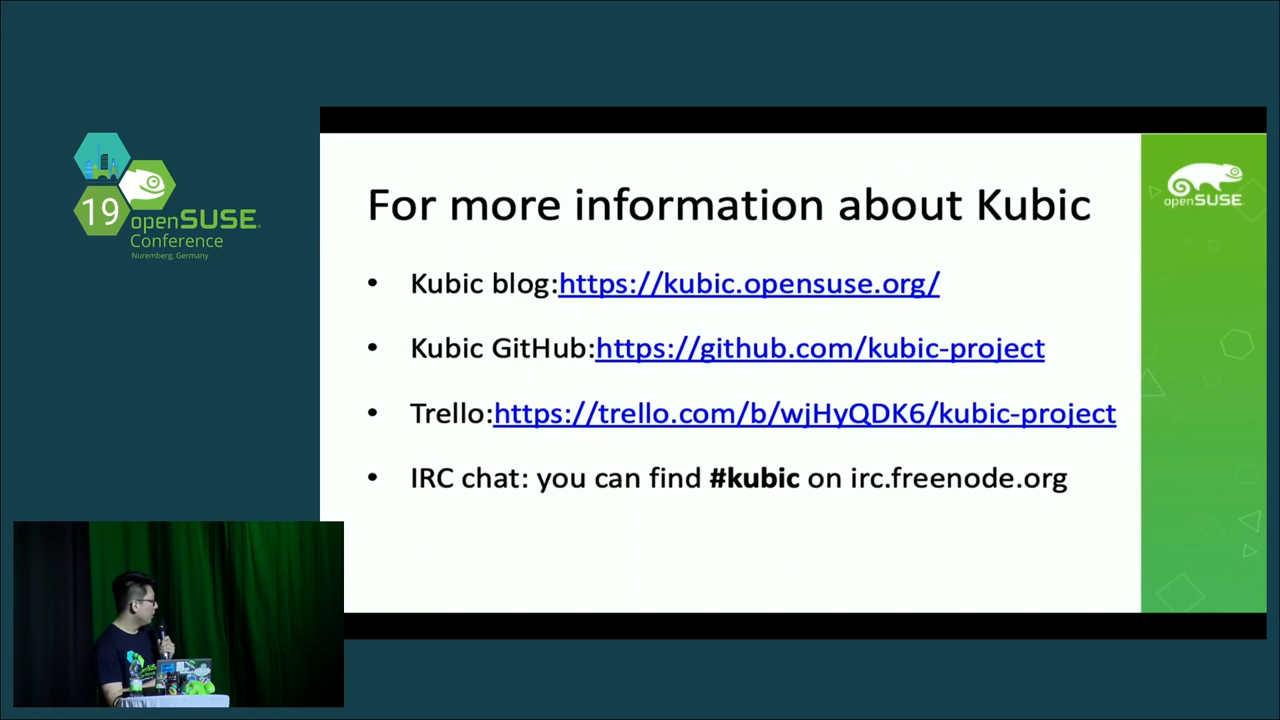 19
openSUSE
Conference
Nuremberg, Germany
openSUSE
For more information about Kubic
• Kubic blog:https://kubic.opensuse.org/
• Kubic GitHub:https://github.com/kubic-project
• Trello:https://trello.com/b/wjHyQDK6/kubic-project
• IRC chat: you can find #kubic on irc.freenode.org